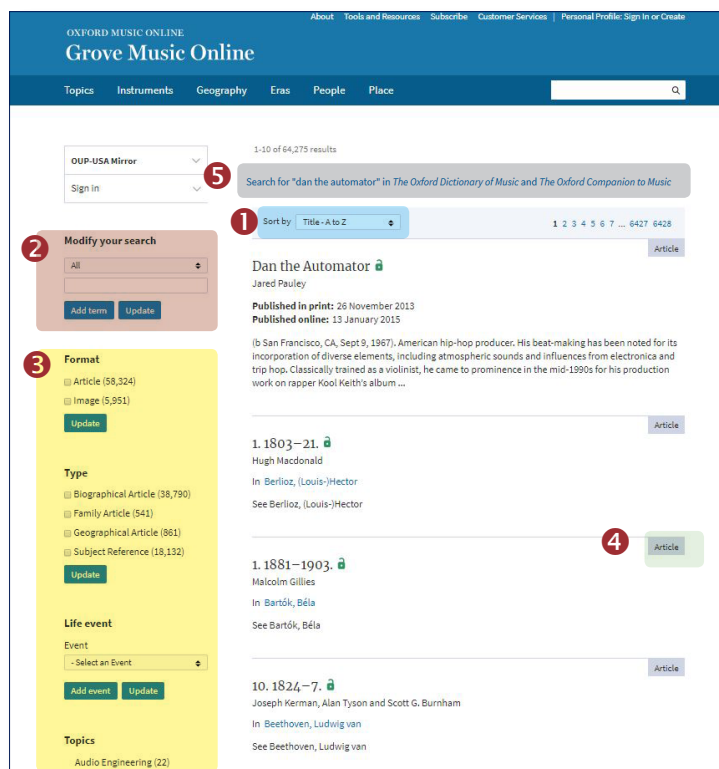 About Tools and Resources Subscribe Customer Services | Personal Profile: Sign In or Create
OXFORD MUSIC ONLINE
Grove Music Online
Topics Instruments Geography Eras People Place
1-10 of 64,275 results
OUP-USA Mirror
Sign in
5
Search for "dan the automator" in The Oxford Dictionary of Music and The Oxford Companion to Music
1
Sort by Title - A to Z
1 2 3 4 5 6 7 ... 6427 6428
2
Modify your search
All
Add term Update
Article
Dan the Automator
Jared Pauley
Published in print: 26 November 2013
Published online: 13 January 2015
(b San Francisco, CA, Sept 9, 1967). American hip-hop producer. His beat-making has been noted for its
incorporation of diverse elements, including atmospheric sounds and influences from electronica and
trip hop. Classically trained as a violinist, he came to prominence in the mid-1990s for his production
work on rapper Kool Keith's album ...
3
Format
Article (58,324)
Image (5,951)
Update
Type
Biographical Article (38,790)
Family Article (541)
Geographical Article (861)
Subject Reference (18,132)
Update
Life event
Event
- Select an Event
Add event Update
Topics
Audio Engineering (22)
Article
1. 1803–21.
Hugh Macdonald
In Berlioz, (Louis-)Hector
See Berlioz, (Louis-)Hector
4
Article
1. 1881–1903.
Malcolm Gillies
In Bartók, Béla
See Bartók, Béla
Article
10. 1824–7.
Joseph Kerman, Alan Tyson and Scott G. Burnham
In Beethoven, Ludwig van
See Beethoven, Ludwig van